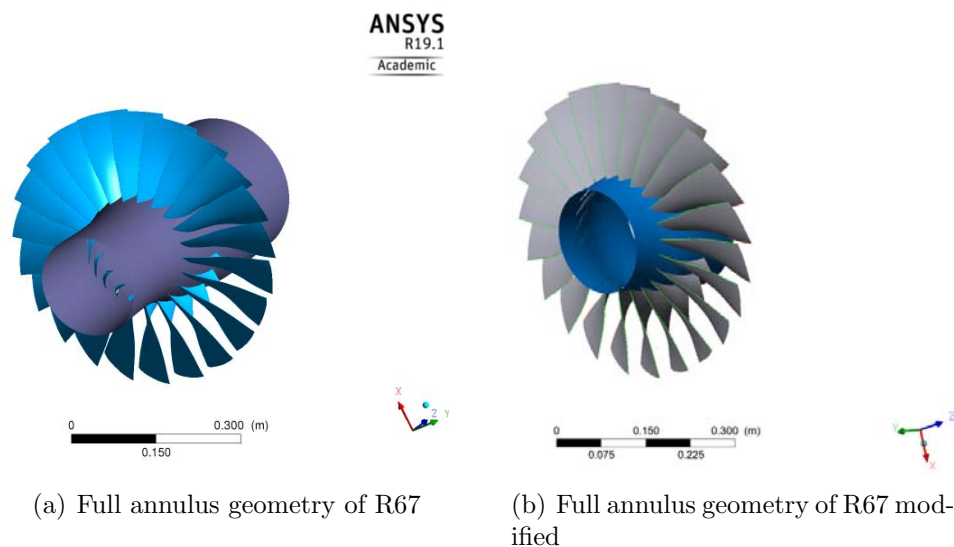 ANSYS
R19.1
Academic
X
Z
Y
0
0.300 (m)
0.150
0
0.150
0.300 (m)
0.075
0.225
Y
Z
X
(a) Full annulus geometry of R67
(b) Full annulus geometry of R67 mod-
ified